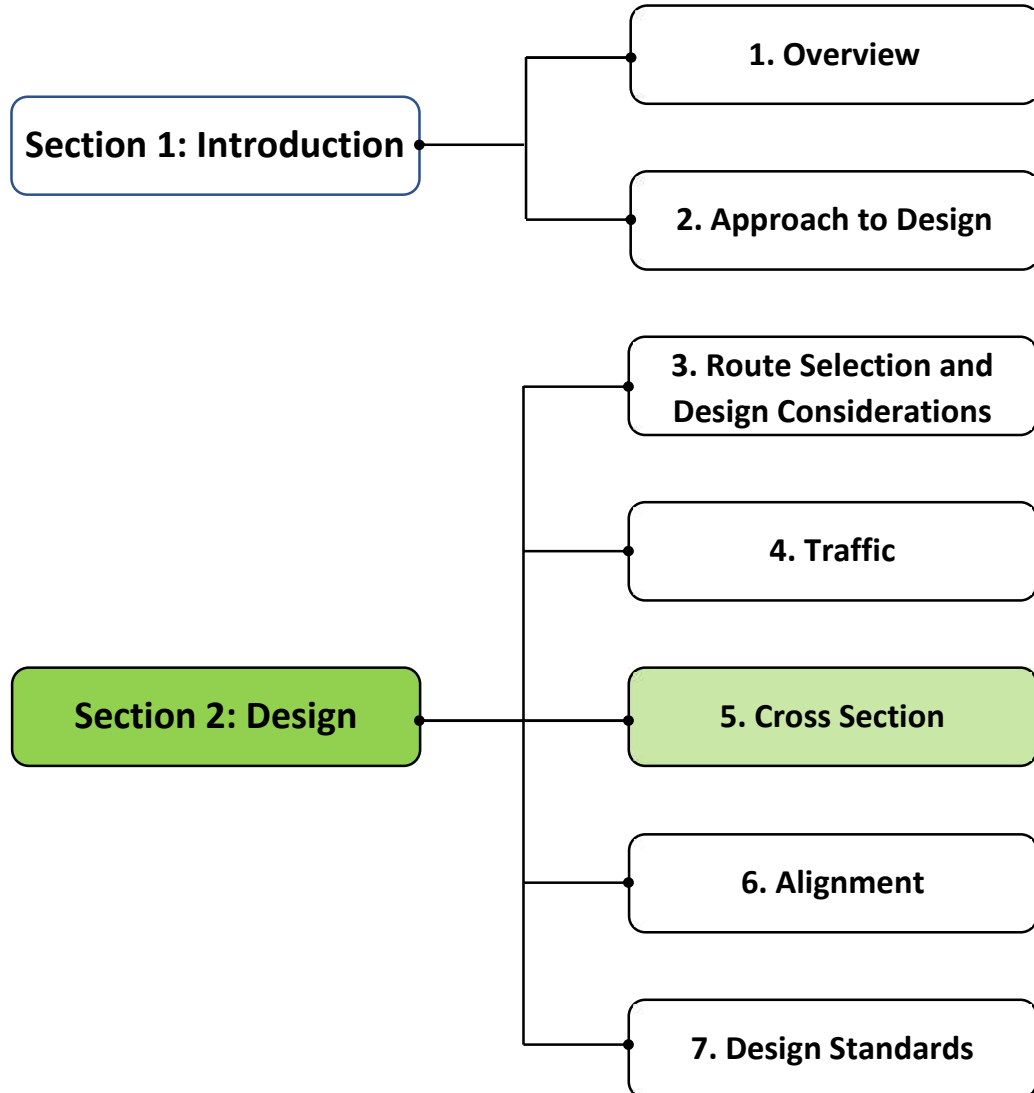 1. Overview
Section 1: Introduction
2. Approach to Design
3. Route Selection and
Design Considerations
4. Traffic
Section 2: Design
5. Cross Section
6. Alignment
7. Design Standards